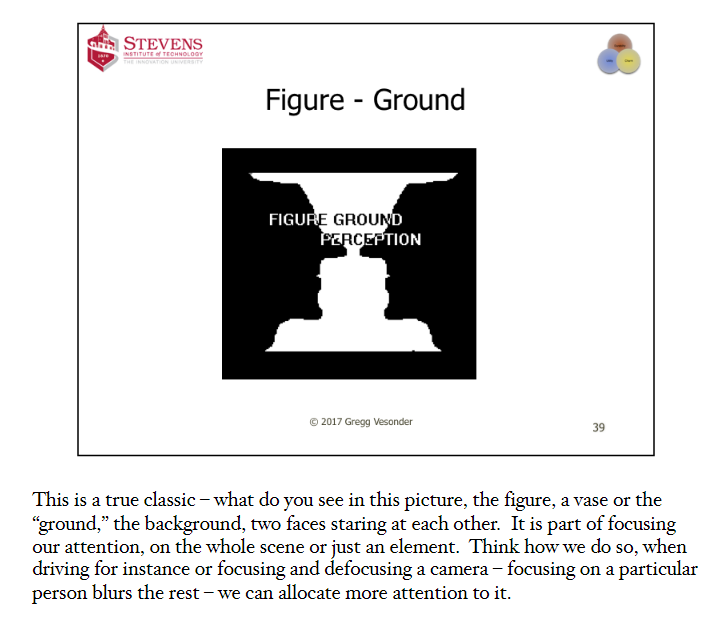 STEVENS
INSTITUTE of TECHNOLOGY
THE INNOVATION UNIVERSITY
1870
Figure - Ground
FIGURE GROUND
PERCEPTION
© 2017 Gregg Vesonder
39
This is a true classic – what do you see in this picture, the figure, a vase or the
“ground,” the background, two faces staring at each other.  It is part of focusing
our attention, on the whole scene or just an element.  Think how we do so, when
driving for instance or focusing and defocusing a camera – focusing on a particular
person blurs the rest – we can allocate more attention to it.